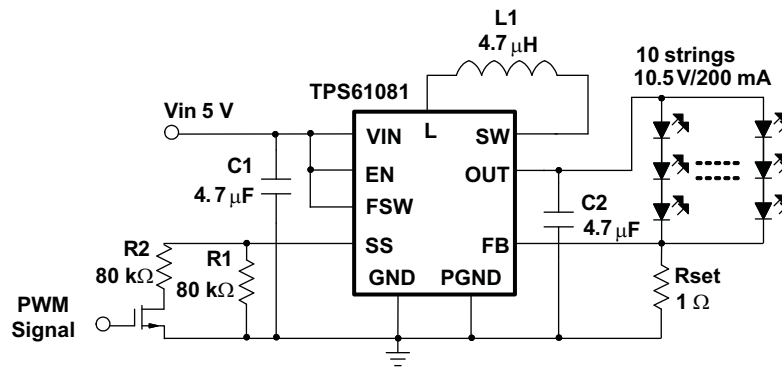 L1
4.7 μH
10 strings
10.5 V/200 mA
TPS61081
Vin 5 V
VIN
L
SW
C1
4.7 μF
EN
OUT
FSW
C2
4.7 μF
R2
80 kΩ
R1
80 kΩ
SS
FB
GND
PGND
Rset
1 Ω
PWM
Signal